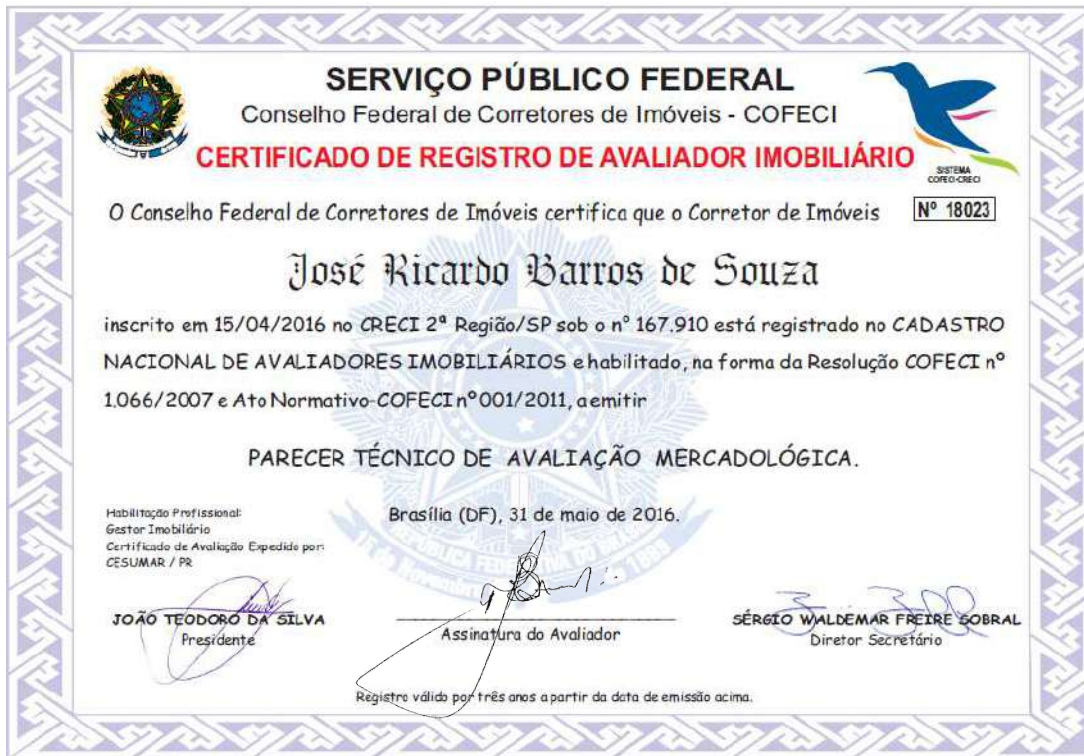 SERVIÇO PÚBLICO FEDERAL
Conselho Federal de Corretores de Imóveis - COFECI
CERTIFICADO DE REGISTRO DE AVALIADOR IMOBILIÁRIO
SISTEMA
COFECI-CRECI
O Conselho Federal de Corretores de Imóveis certifica que o Corretor de Imóveis
Nº 18023
José Ricardo Barros de Souza
inscrito em 15/04/2016 no CRECI 2ª Região/SP sob o nº 167.910 está registrado no CADASTRO
NACIONAL DE AVALIADORES IMOBILIÁRIOS e habilitado, na forma da Resolução COFECI nº
1.066/2007 e Ato Normativo-COFECI nº 001/2011, a emitir
PARECER TÉCNICO DE AVALIAÇÃO MERCADOLÓGICA.
Habilitação Profissional:
Gestor Imobiliário
Certificado de Avaliação Expedido por:
CESUMAR / PR
Brasília (DF), 31 de maio de 2016.
JOÃO TEODORO DA SILVA
Presidente
Assinatura do Avaliador
SÉRGIO WALDEMAR FREIRE SOBRAL
Diretor Secretário
Registro válido por três anos a partir da data de emissão acima.